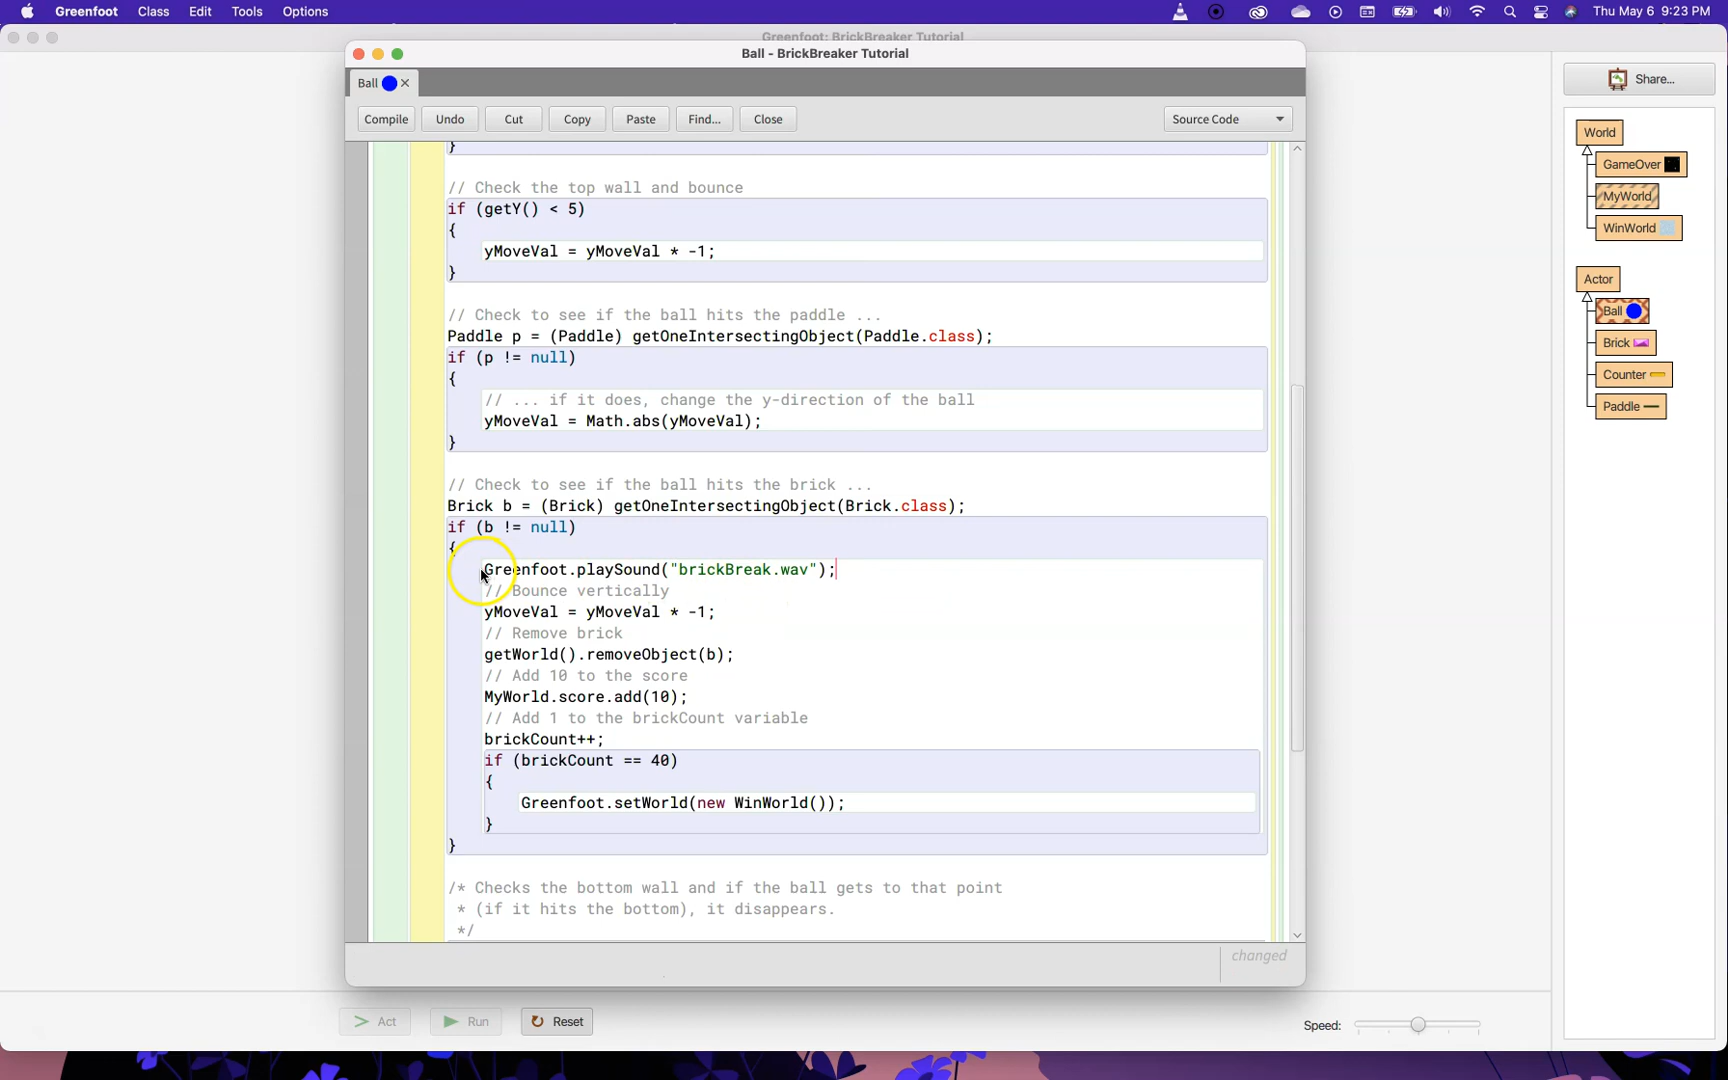 Greenfoot Class Edit Tools Options Thu May 6 9:23 PM
Greenfoot: BrickBreaker Tutorial
Ball - BrickBreaker Tutorial
Ball
Compile Undo Cut Copy Paste Find... Close Source Code
}
// Check the top wall and bounce
if (getY() < 5)
{
yMoveVal = yMoveVal * -1;
}
// Check to see if the ball hits the paddle ...
Paddle p = (Paddle) getOneIntersectingObject(Paddle.class);
if (p != null)
{
// ... if it does, change the y-direction of the ball
yMoveVal = Math.abs(yMoveVal);
}
// Check to see if the ball hits the brick ...
Brick b = (Brick) getOneIntersectingObject(Brick.class);
if (b != null)
{
Greenfoot.playSound("brickBreak.wav");
// Bounce vertically
yMoveVal = yMoveVal * -1;
// Remove brick
getWorld().removeObject(b);
// Add 10 to the score
MyWorld.score.add(10);
// Add 1 to the brickCount variable
brickCount++;
if (brickCount == 40)
{
Greenfoot.setWorld(new WinWorld());
}
}
/* Checks the bottom wall and if the ball gets to that point
* (if it hits the bottom), it disappears.
*/
changed
Share...
World
GameOver
MyWorld
WinWorld
Actor
Ball
Brick
Counter
Paddle
Act Run Reset Speed: